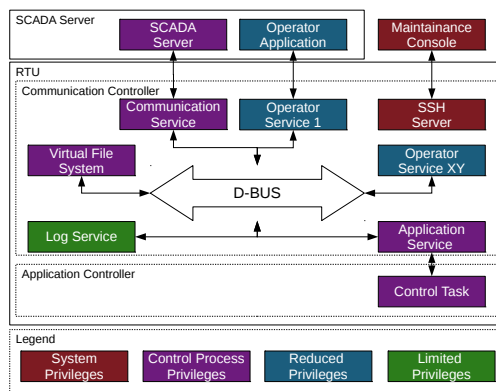 SCADA Server
SCADA
Server
Operator
Application
Maintainance
Console
RTU
Communication Controller
Communication
Service
Operator
Service 1
SSH
Server
Virtual File
System
Operator
Service XY
D-BUS
Log Service
Application
Service
Application Controller
Control Task
Legend
System
Privileges
Control Process
Privileges
Reduced
Privileges
Limited
Privileges